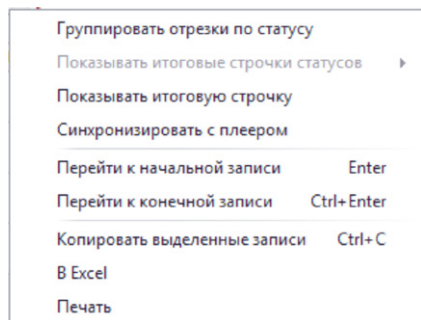 Группировать отрезки по статусу
Показывать итоговые строчки статусов
Показывать итоговую строчку
Синхронизировать с плеером
Перейти к начальной записи Enter
Перейти к конечной записи Ctrl+Enter
Копировать выделенные записи Ctrl+C
В Excel
Печать